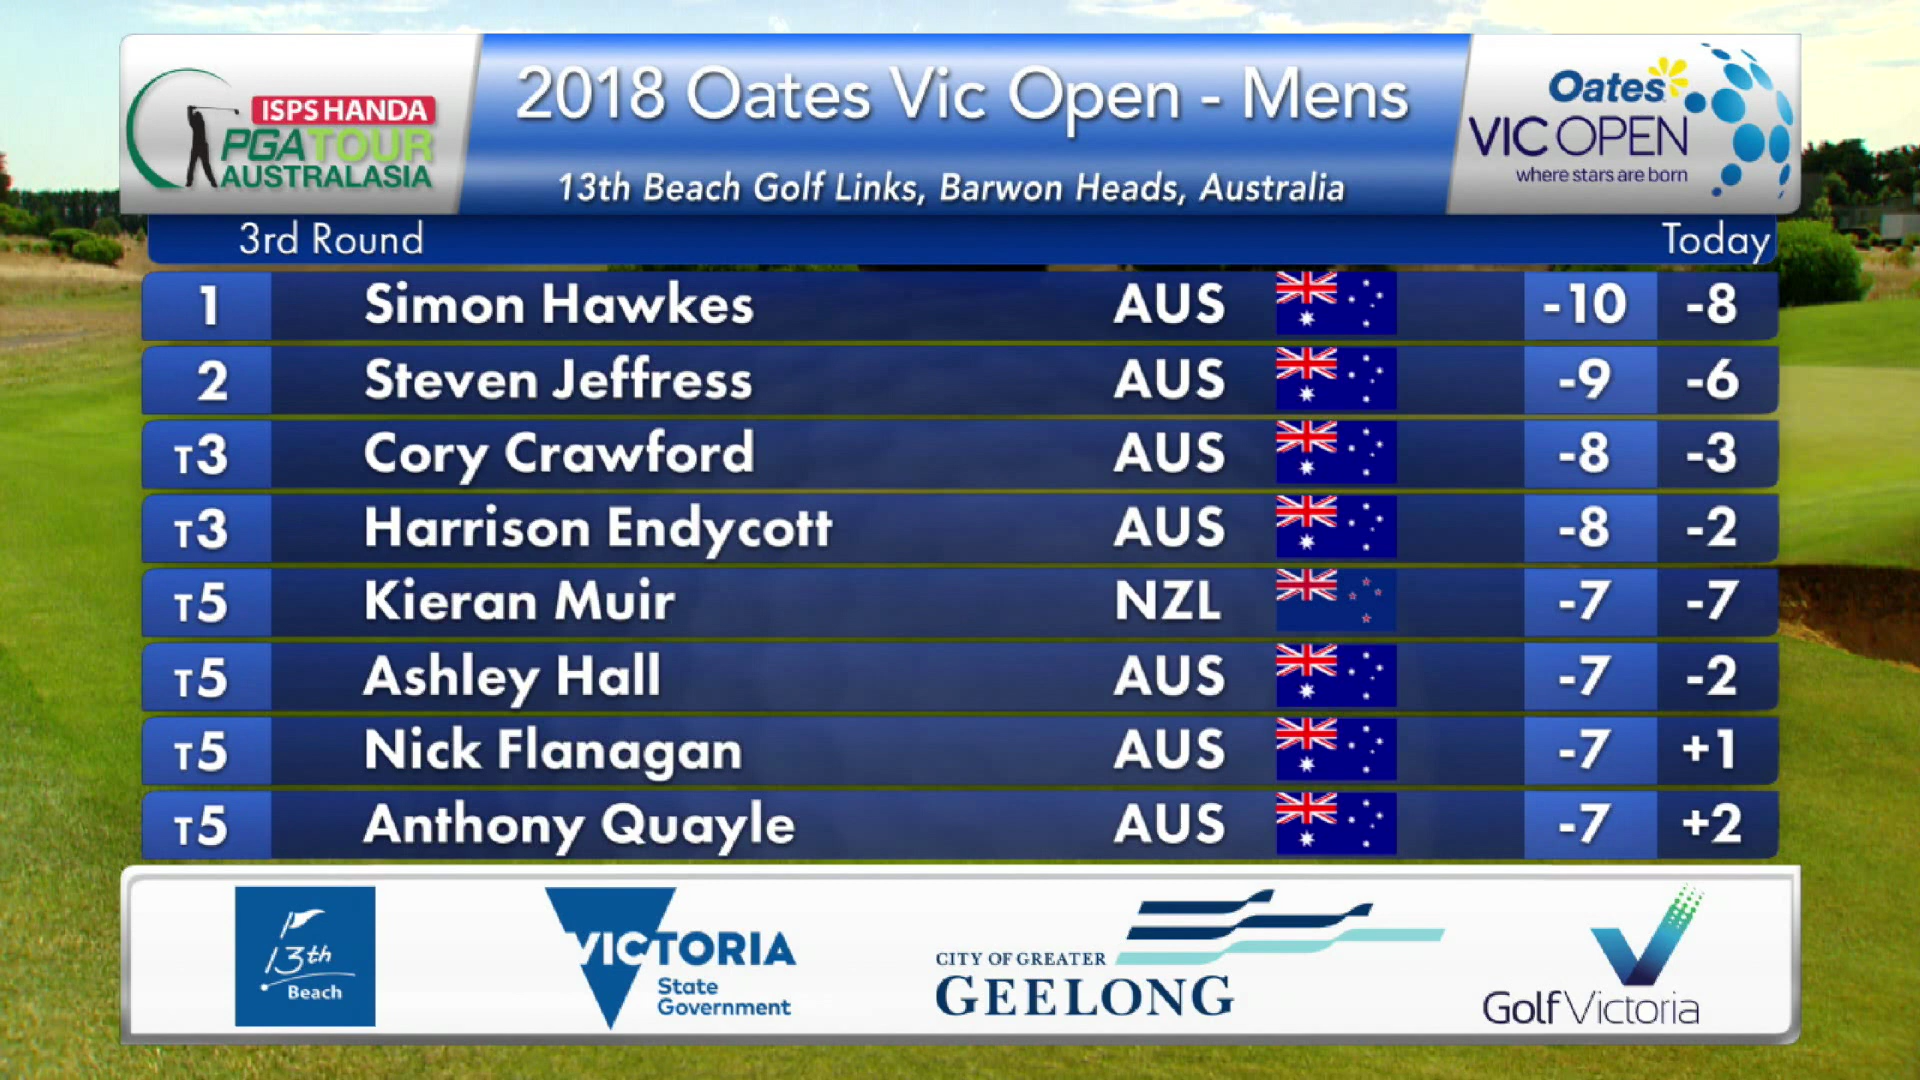 ISPS HANDA
PGA TOUR
AUSTRALASIA
2018 Oates Vic Open - Mens
13th Beach Golf Links, Barwon Heads, Australia
Oates
VIC OPEN
where stars are born
3rd Round Today
1 Simon Hawkes AUS -10 -8
2 Steven Jeffress AUS -9 -6
T3 Cory Crawford AUS -8 -3
T3 Harrison Endycott AUS -8 -2
T5 Kieran Muir NZL -7 -7
T5 Ashley Hall AUS -7 -2
T5 Nick Flanagan AUS -7 +1
T5 Anthony Quayle AUS -7 +2
13th
Beach
VICTORIA
State
Government
CITY OF GREATER
GEELONG
GolfVictoria